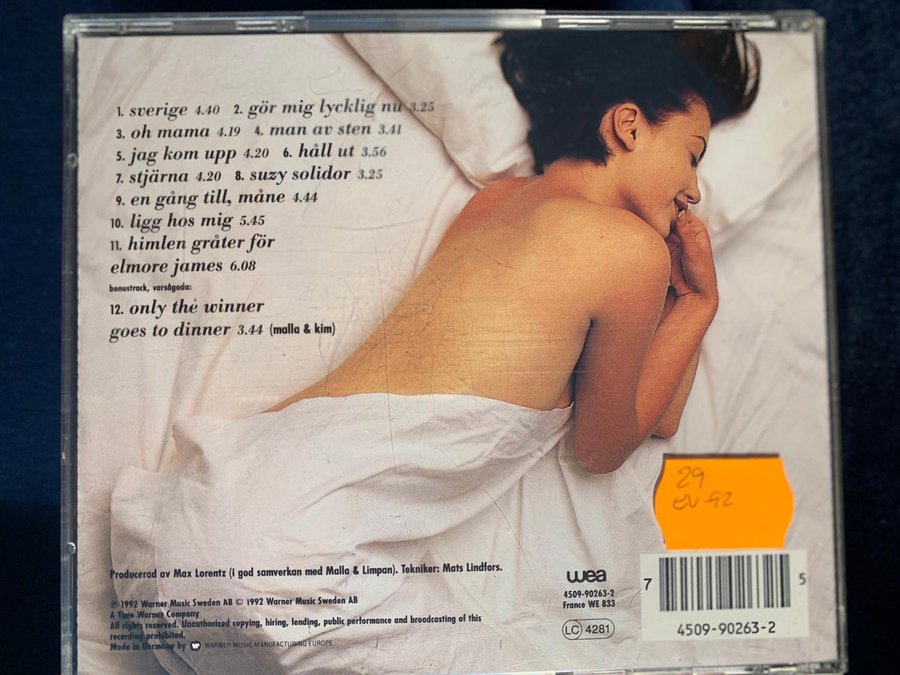 1. sverige 4.40 2. gör mig lycklig nu 3.25
3. oh mama 4.19 4. man av sten 3.41
5. jag kom upp 4.20 6. håll ut 3.56
7. stjärna 4.20 8. suzy solidor 3.25
9. en gång till, måne 4.44
10. ligg hos mig 5.45
11. himlen gråter för
elmore james 6.08
bonustrack, varsågoda:
12. only the winner
goes to dinner 3.44 (malla & kim)
29
Producerad av Max Lorentz (i god samverkan med Malla & Limpan). Tekniker: Mats Lindfors.
℗ 1992 Warner Music Sweden AB © 1992 Warner Music Sweden AB
A Time Warner Company
All rights reserved. Unauthorized copying, hiring, lending, public performance and broadcasting of this
recording prohibited.
Made in Germany by WARNER MUSIC MANUFACTURING EUROPE
wea
4509-90263-2
France WE 833
LC 4281
7 5
4509-90263-2